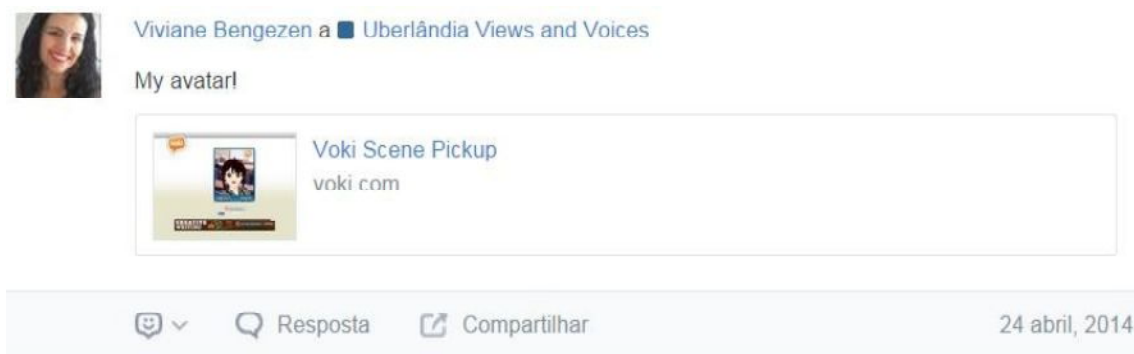 Viviane Bengezen a Uberlândia Views and Voices
My avatar!
Voki Scene Pickup
voki com
Resposta
Compartilhar
24 abril, 2014